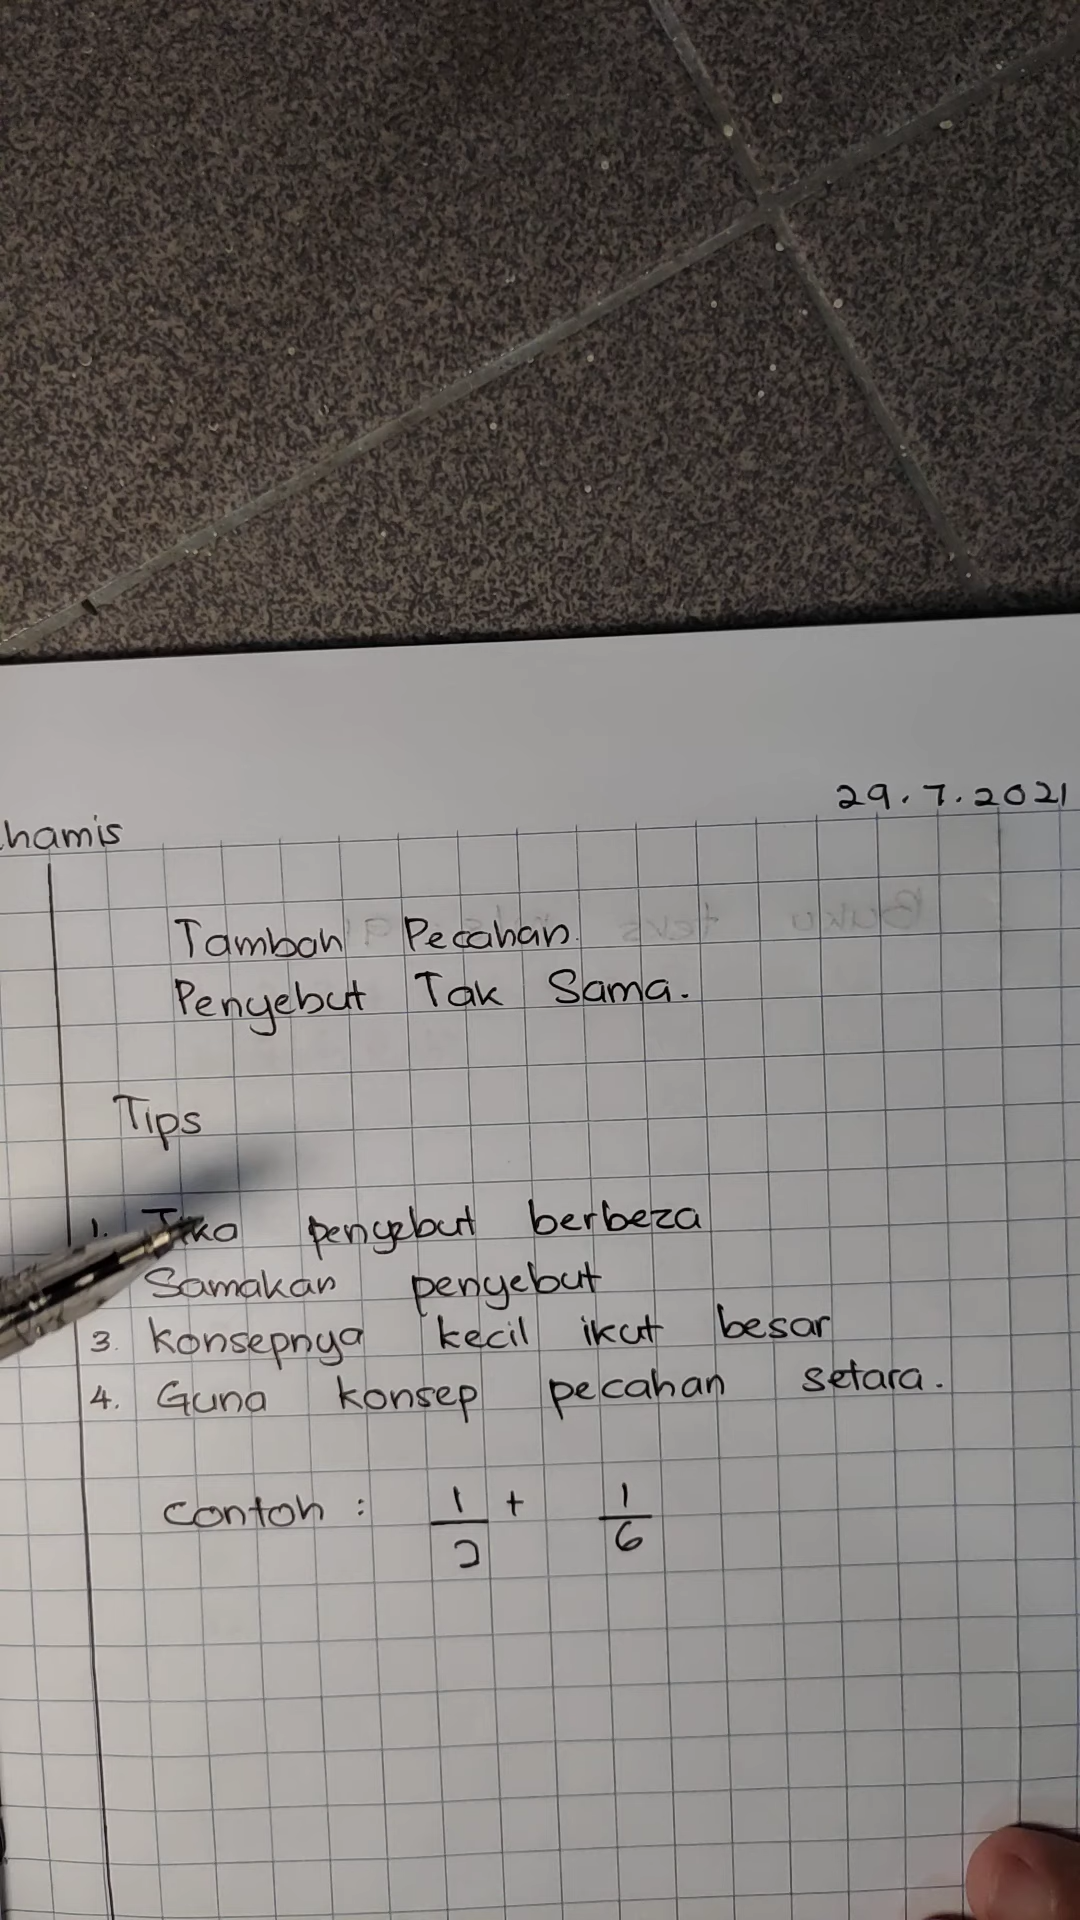 29.7.2021
hamis
Tambah Pecahan.
Penyebut Tak Sama.
Tips
1. Jika penyebut berbeza
Samakan penyebut
3. Konsepnya kecil ikut besar
4. Guna konsep pecahan setara.
Contoh : 1/2 + 1/6